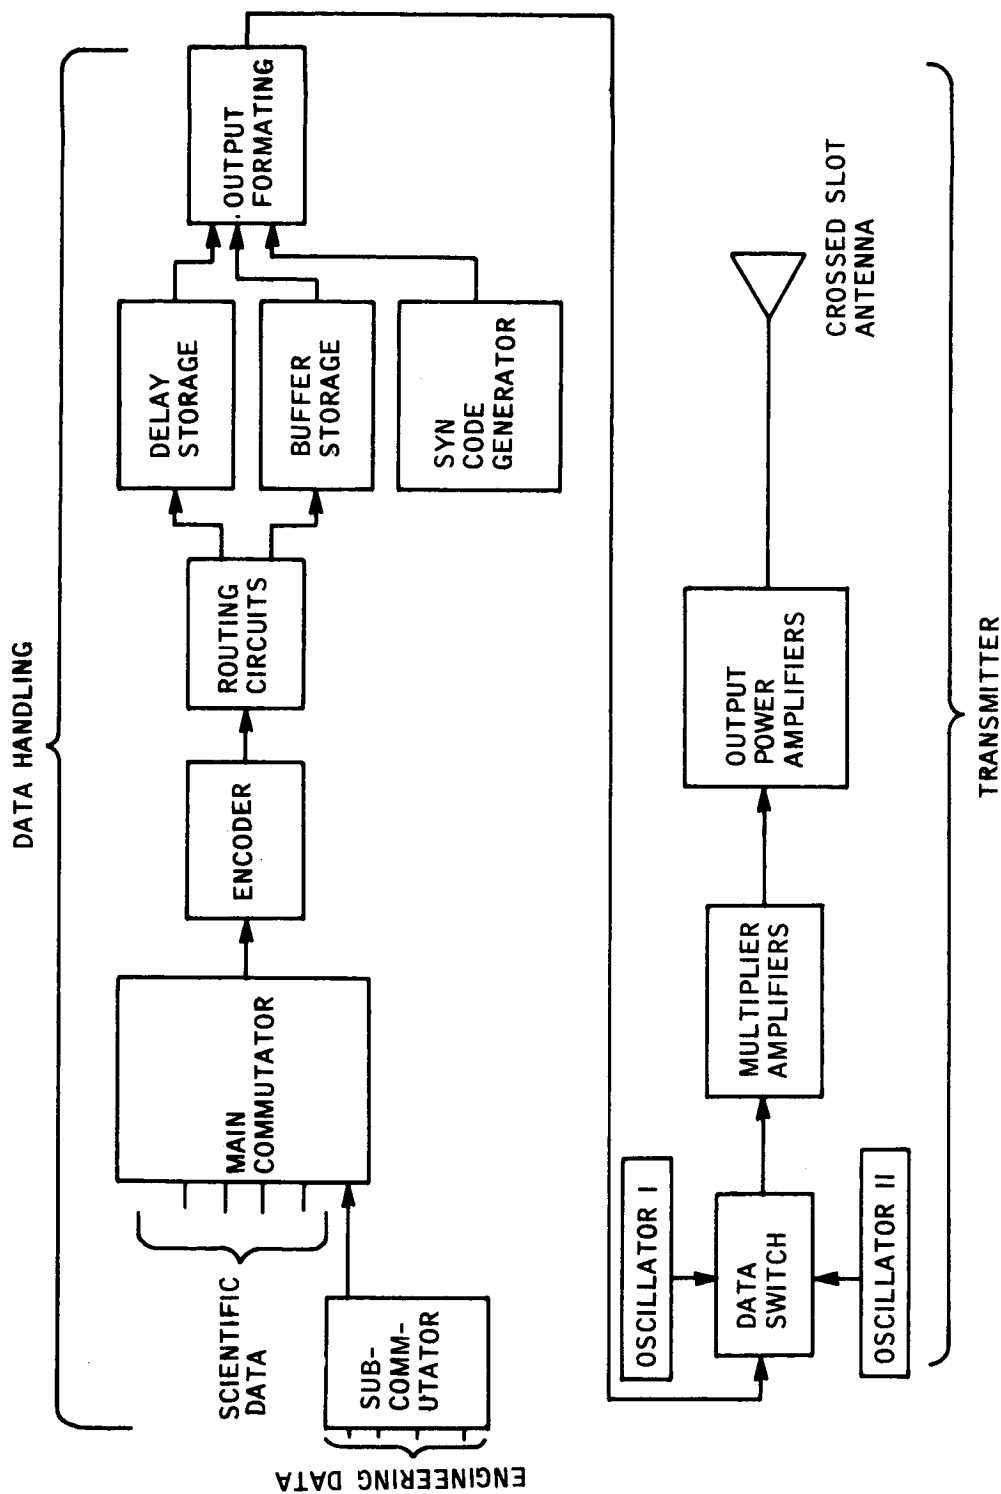 DATA HANDLING
SCIENTIFIC
DATA
ENGINEERING DATA
SUB-
COMM-
UTATOR
MAIN
COMMUTATOR
ENCODER
ROUTING
CIRCUITS
DELAY
STORAGE
BUFFER
STORAGE
SYN
CODE
GENERATOR
OUTPUT
FORMATING
OSCILLATOR I
DATA
SWITCH
OSCILLATOR II
MULTIPLIER
AMPLIFIERS
OUTPUT
POWER
AMPLIFIERS
CROSSED SLOT
ANTENNA
TRANSMITTER